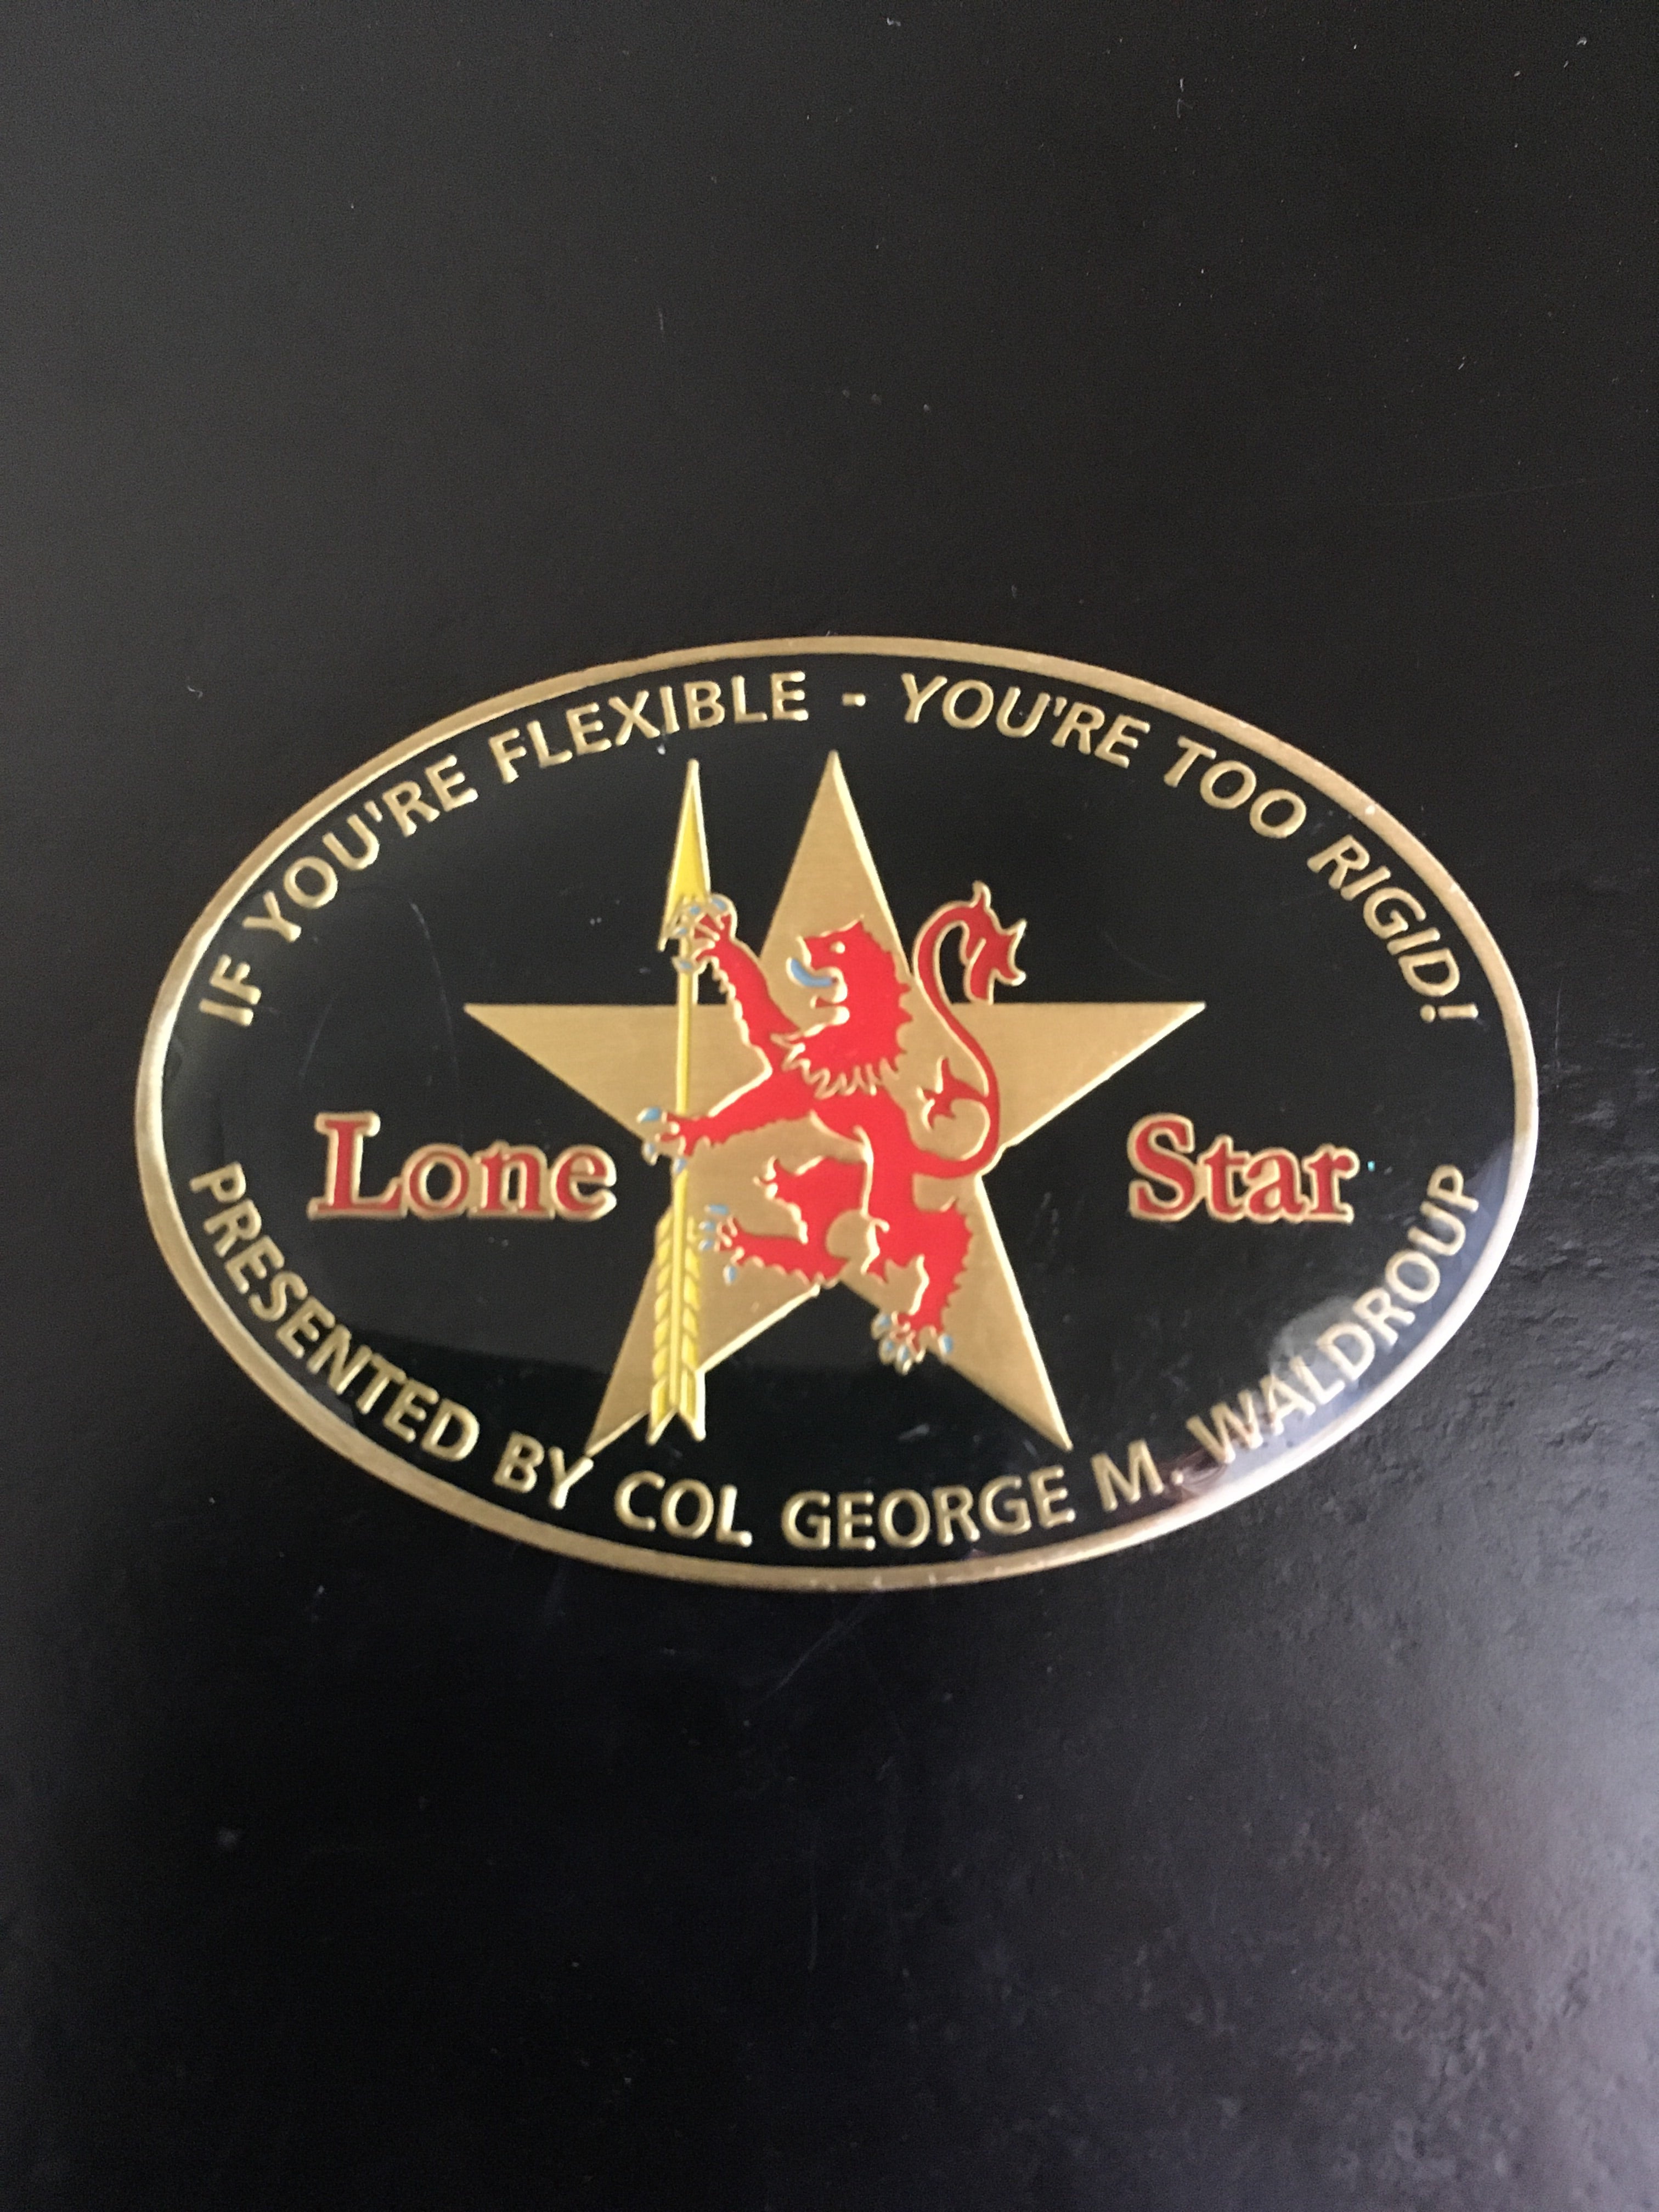 IF YOU'RE FLEXIBLE - YOU'RE TOO RIGID!
Lone Star
PRESENTED BY COL GEORGE M. WALDROUP